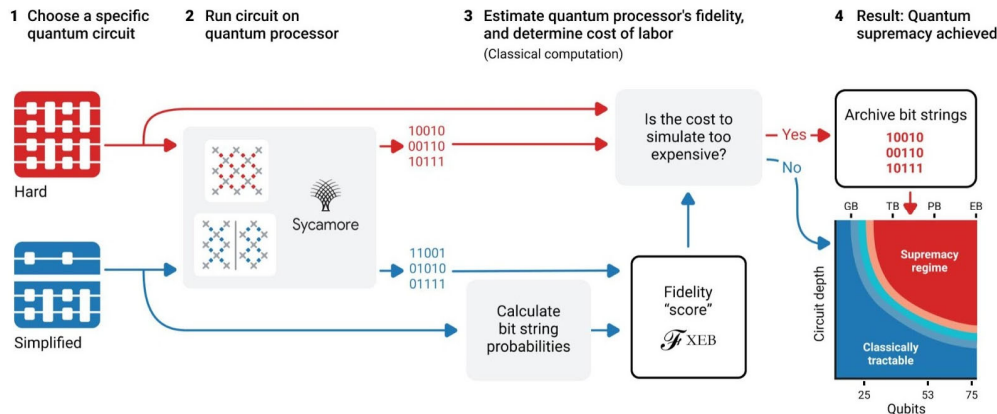 1 Choose a specific
quantum circuit
2 Run circuit on
quantum processor
3 Estimate quantum processor's fidelity,
and determine cost of labor
(Classical computation)
4 Result: Quantum
supremacy achieved
Hard
Simplified
Sycamore
10010
00110
10111
11001
01010
01111
Calculate
bit string
probabilities
Is the cost to
simulate too
expensive?
Fidelity
“score”
ℱ XEB
Yes
No
Archive bit strings
10010
00110
10111
GB TB PB EB
Supremacy
regime
Classically
tractable
Circuit depth
25 53 75
Qubits